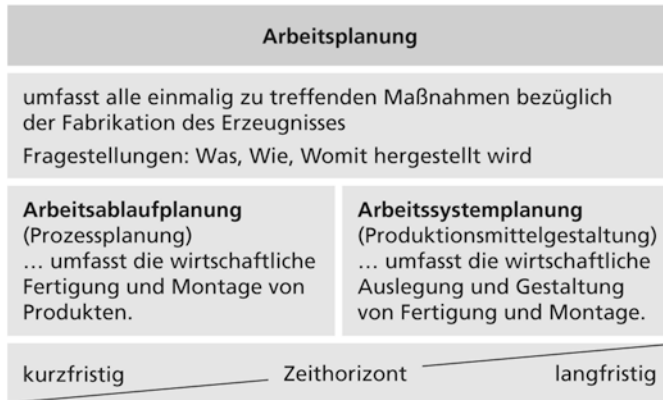 Arbeitsplanung
umfasst alle einmalig zu treffenden Maßnahmen bezüglich
der Fabrikation des Erzeugnisses
Fragestellungen: Was, Wie, Womit hergestellt wird
Arbeitsablaufplanung
(Prozessplanung)
… umfasst die wirtschaftliche
Fertigung und Montage von
Produkten.
Arbeitssystemplanung
(Produktionsmittelgestaltung)
… umfasst die wirtschaftliche
Auslegung und Gestaltung
von Fertigung und Montage.
kurzfristig Zeithorizont langfristig